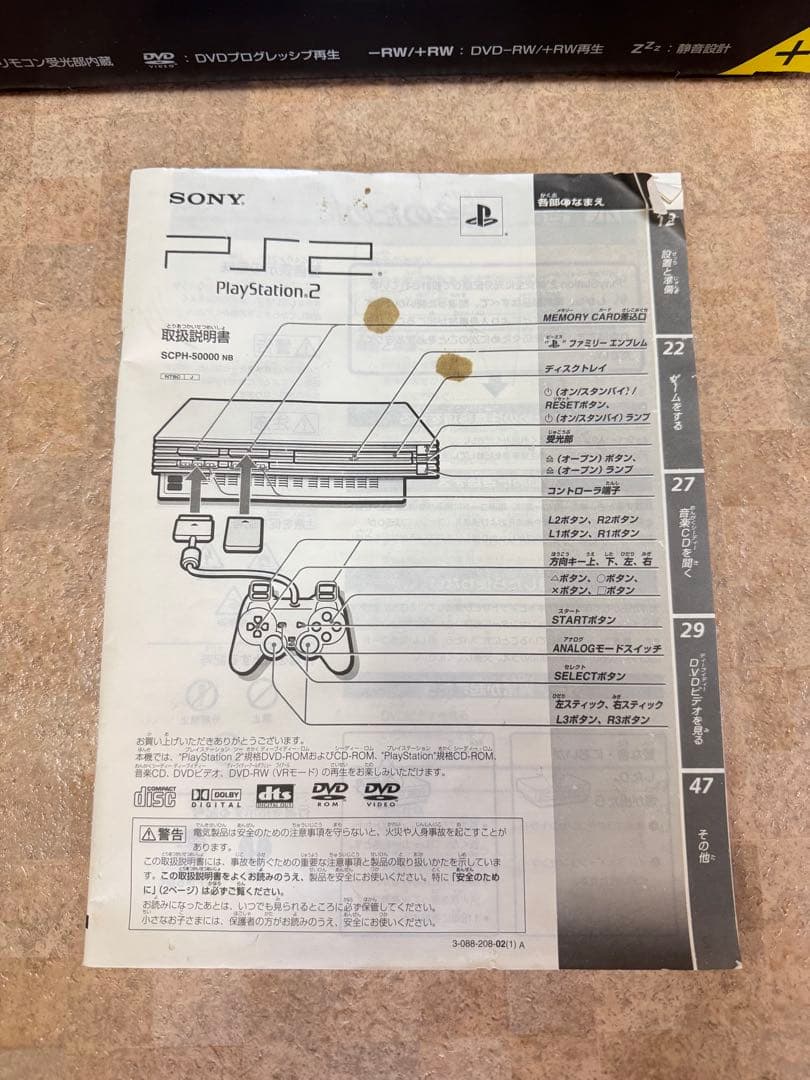 リモコン受光部内蔵
DVD VIDEO : DVDプログレッシブ再生
−RW/+RW : DVD−RW/+RW再生
Zzz : 静音設計
SONY
各部のなまえ
PS2
PlayStation 2
取扱説明書
SCPH-50000 NB
NTSC J
MEMORY CARD差込口
" " ファミリー エンブレム
ディスクトレイ
(オン/スタンバイ)/
RESETボタン、
(オン/スタンバイ) ランプ
受光部
(オープン) ボタン、
(オープン) ランプ
コントローラ端子
L2ボタン、R2ボタン
L1ボタン、R1ボタン
方向キー上、下、左、右
△ボタン、○ボタン、
×ボタン、□ボタン
STARTボタン
ANALOGモードスイッチ
SELECTボタン
左スティック、右スティック
L3ボタン、R3ボタン
12
設置と準備
22
ゲームをする
27
音楽CDを聞く
29
DVDビデオを見る
47
その他
お買い上げいただきありがとうございます。
本機では、"PlayStation 2"規格DVD-ROMおよびCD-ROM、"PlayStation"規格CD-ROM、
音楽CD、DVDビデオ、DVD-RW（VRモード）の再生をお楽しみいただけます。
COMPACT disc DIGITAL AUDIO
DOLBY DIGITAL
dts DIGITAL OUT
DVD ROM
DVD VIDEO
警告 電気製品は安全のための注意事項を守らないと、火災や人身事故を起こすことが
あります。
この取扱説明書には、事故を防ぐための重要な注意事項と製品の取り扱いかたを示していま
す。この取扱説明書をよくお読みのうえ、製品を安全にお使いください。特に「安全のため
に」(2ページ) は必ずご覧ください。
お読みになったあとは、いつでも見られるところに必ず保管してください。
小さなお子さまには、保護者の方がお読みのうえ、安全にお使いください。
3-088-208-02(1) A